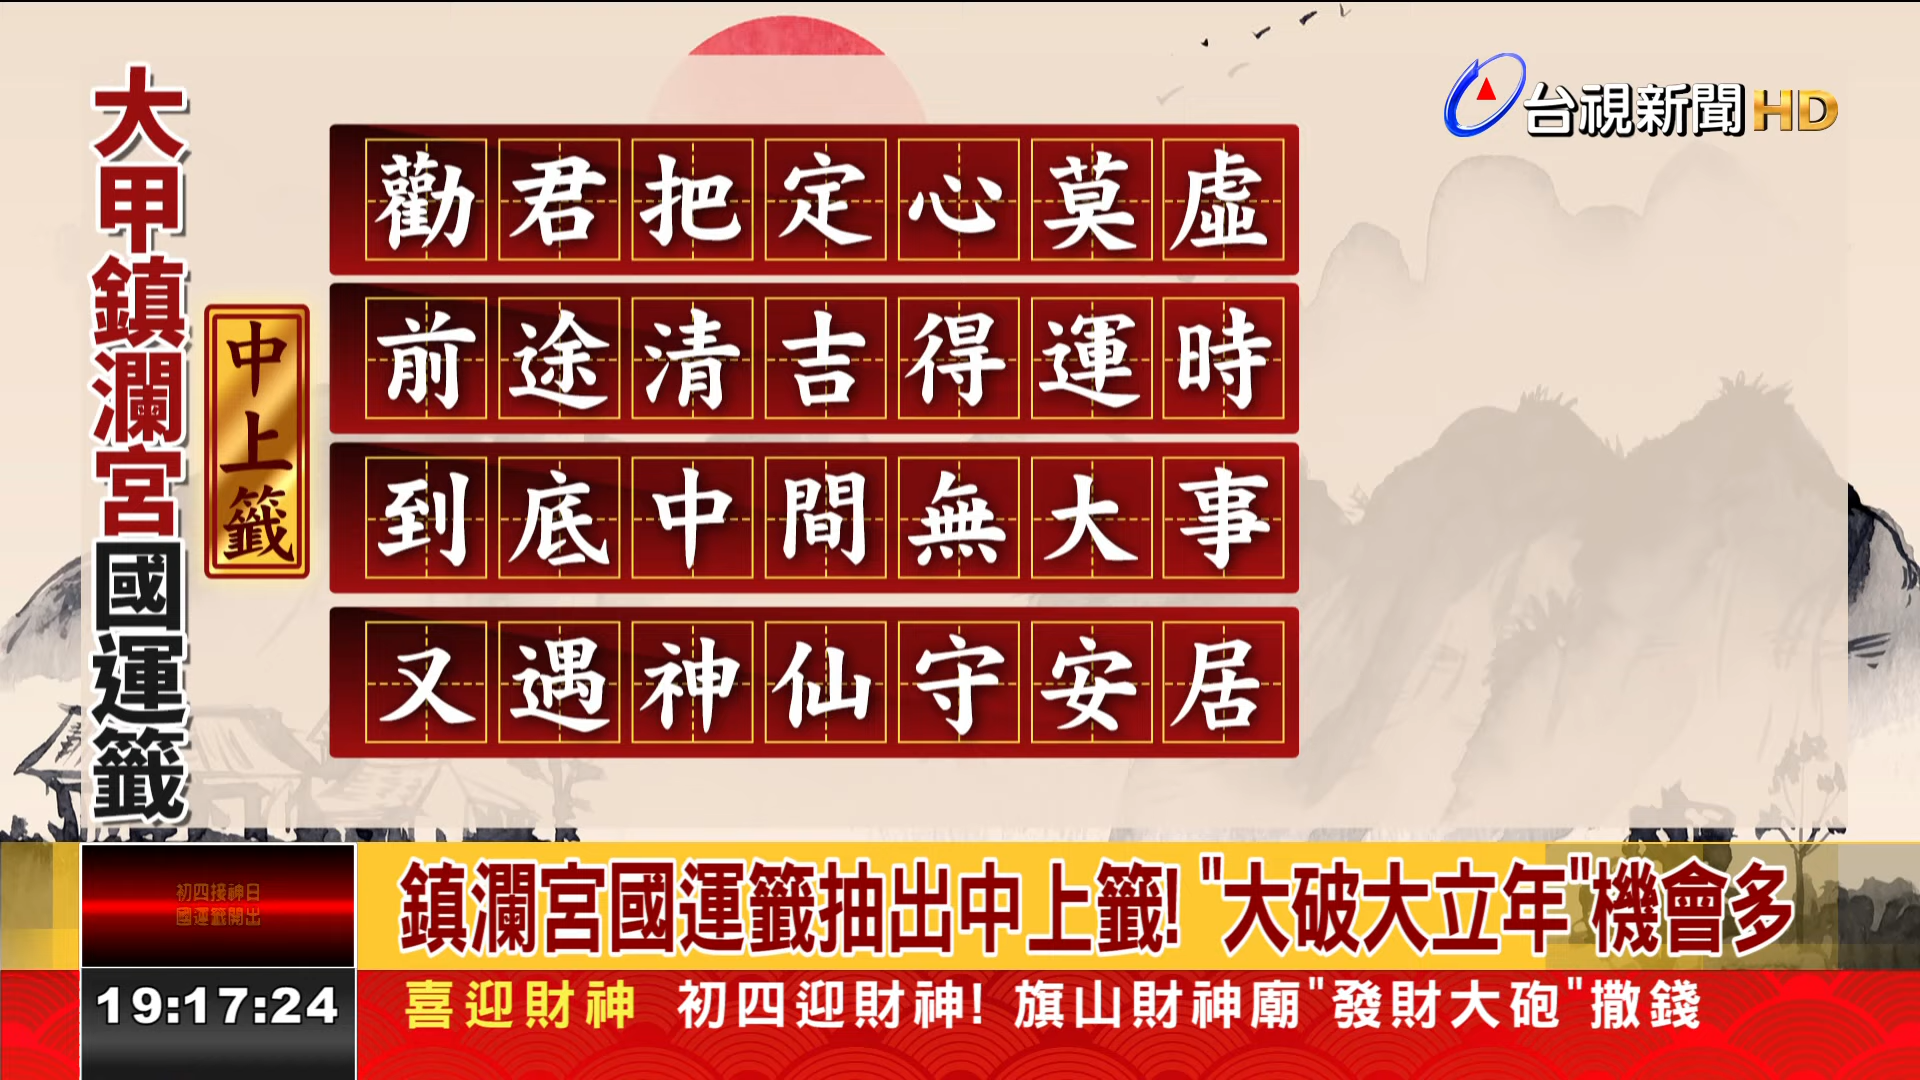 台視新聞HD
大甲鎮瀾宮國運籤
中上籤
勸君把定心莫虛
前途清吉得運時
到底中間無大事
又遇神仙守安居
初四接神日
國運籤開出
鎮瀾宮國運籤抽出中上籤! "大破大立年"機會多
19:17:24
喜迎財神 初四迎財神! 旗山財神廟"發財大砲"撒錢